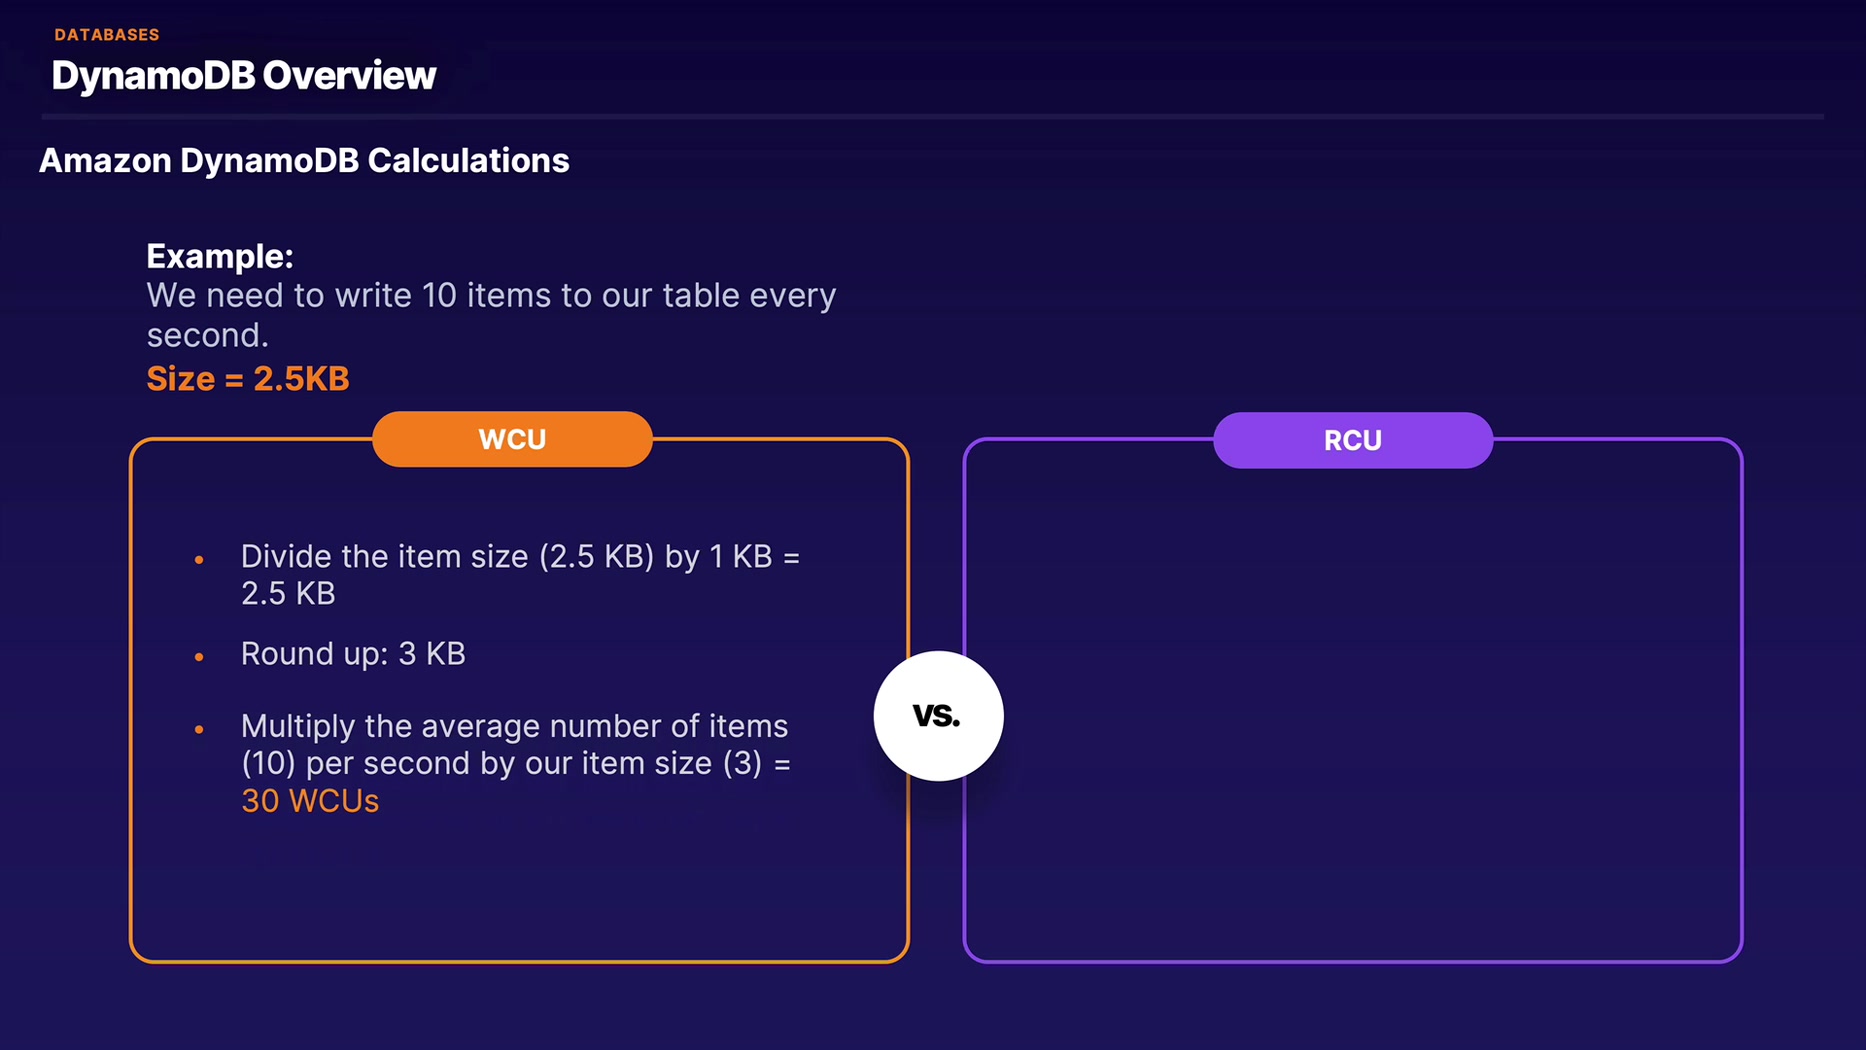 DATABASES
DynamoDB Overview
Amazon DynamoDB Calculations
Example:
We need to write 10 items to our table every
second.
Size = 2.5KB
WCU
• Divide the item size (2.5 KB) by 1 KB =
2.5 KB
• Round up: 3 KB
• Multiply the average number of items
(10) per second by our item size (3) =
30 WCUs
VS.
RCU